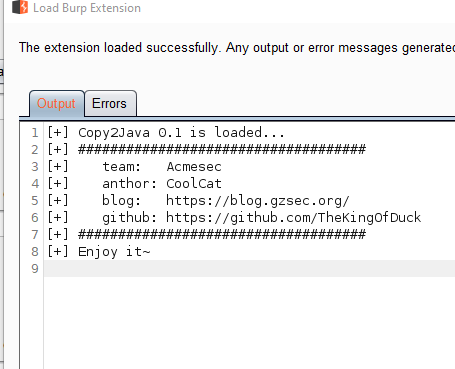 Load Burp Extension
The extension loaded successfully. Any output or error messages generated
Output Errors
1 [+] Copy2Java 0.1 is loaded...
2 [+] ####################################
3 [+]    team:   Acmesec
4 [+]    anthor: CoolCat
5 [+]    blog:   https://blog.gzsec.org/
6 [+]    github: https://github.com/TheKingOfDuck
7 [+] ####################################
8 [+] Enjoy it~
9